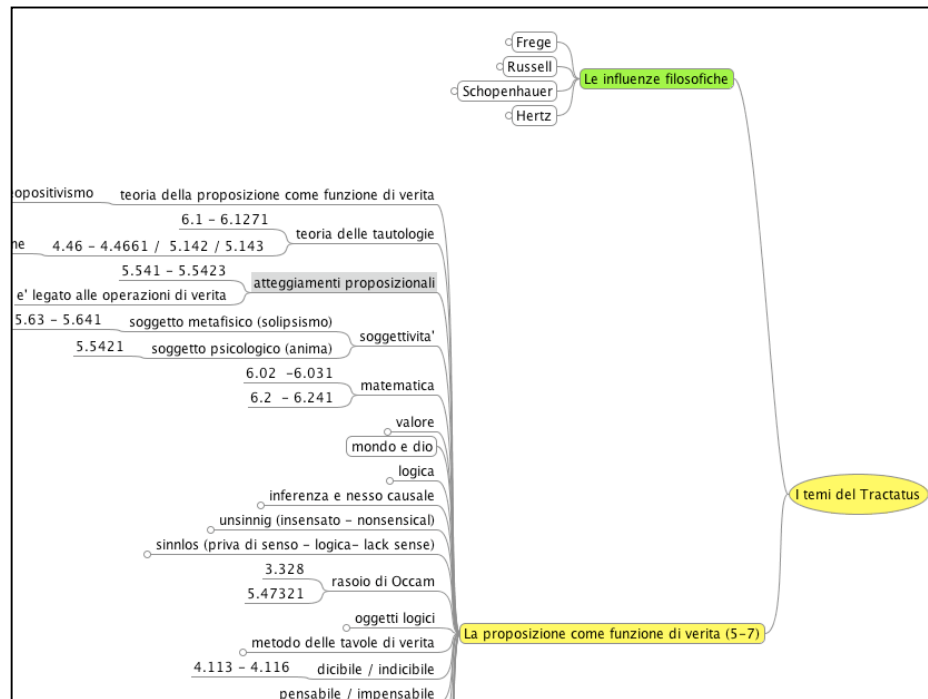 Frege
Russell
Le influenze filosofiche
Schopenhauer
Hertz
teoria della proposizione come funzione di verita
6.1 - 6.1271
teoria delle tautologie
4.46 - 4.4661 / 5.142 / 5.143
5.541 - 5.5423
atteggiamenti proposizionali
e' legato alle operazioni di verita
5.63 - 5.641
soggetto metafisico (solipsismo)
soggettivita'
5.5421
soggetto psicologico (anima)
6.02 -6.031
matematica
6.2 - 6.241
valore
mondo e dio
logica
I temi del Tractatus
inferenza e nesso causale
unsinnig (insensato - nonsensical)
sinnlos (priva di senso - logica- lack sense)
3.328
rasoio di Occam
5.47321
oggetti logici
La proposizione come funzione di verita (5-7)
metodo delle tavole di verita
4.113 - 4.116
dicibile / indicibile
pensabile / impensabile